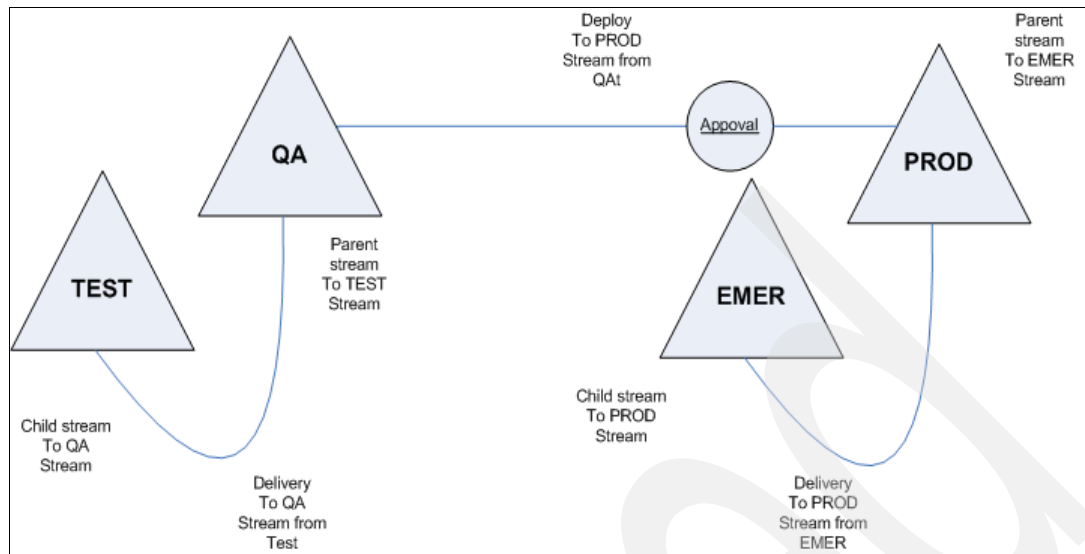 Deploy
To PROD
Stream from
QAt
Parent
stream
To EMER
Stream
Appoval
QA
PROD
Parent
stream
To TEST
Stream
TEST
EMER
Child stream
To QA
Stream
Child stream
To PROD
Stream
Delivery
To QA
Stream from
Test
Delivery
To PROD
Stream from
EMER